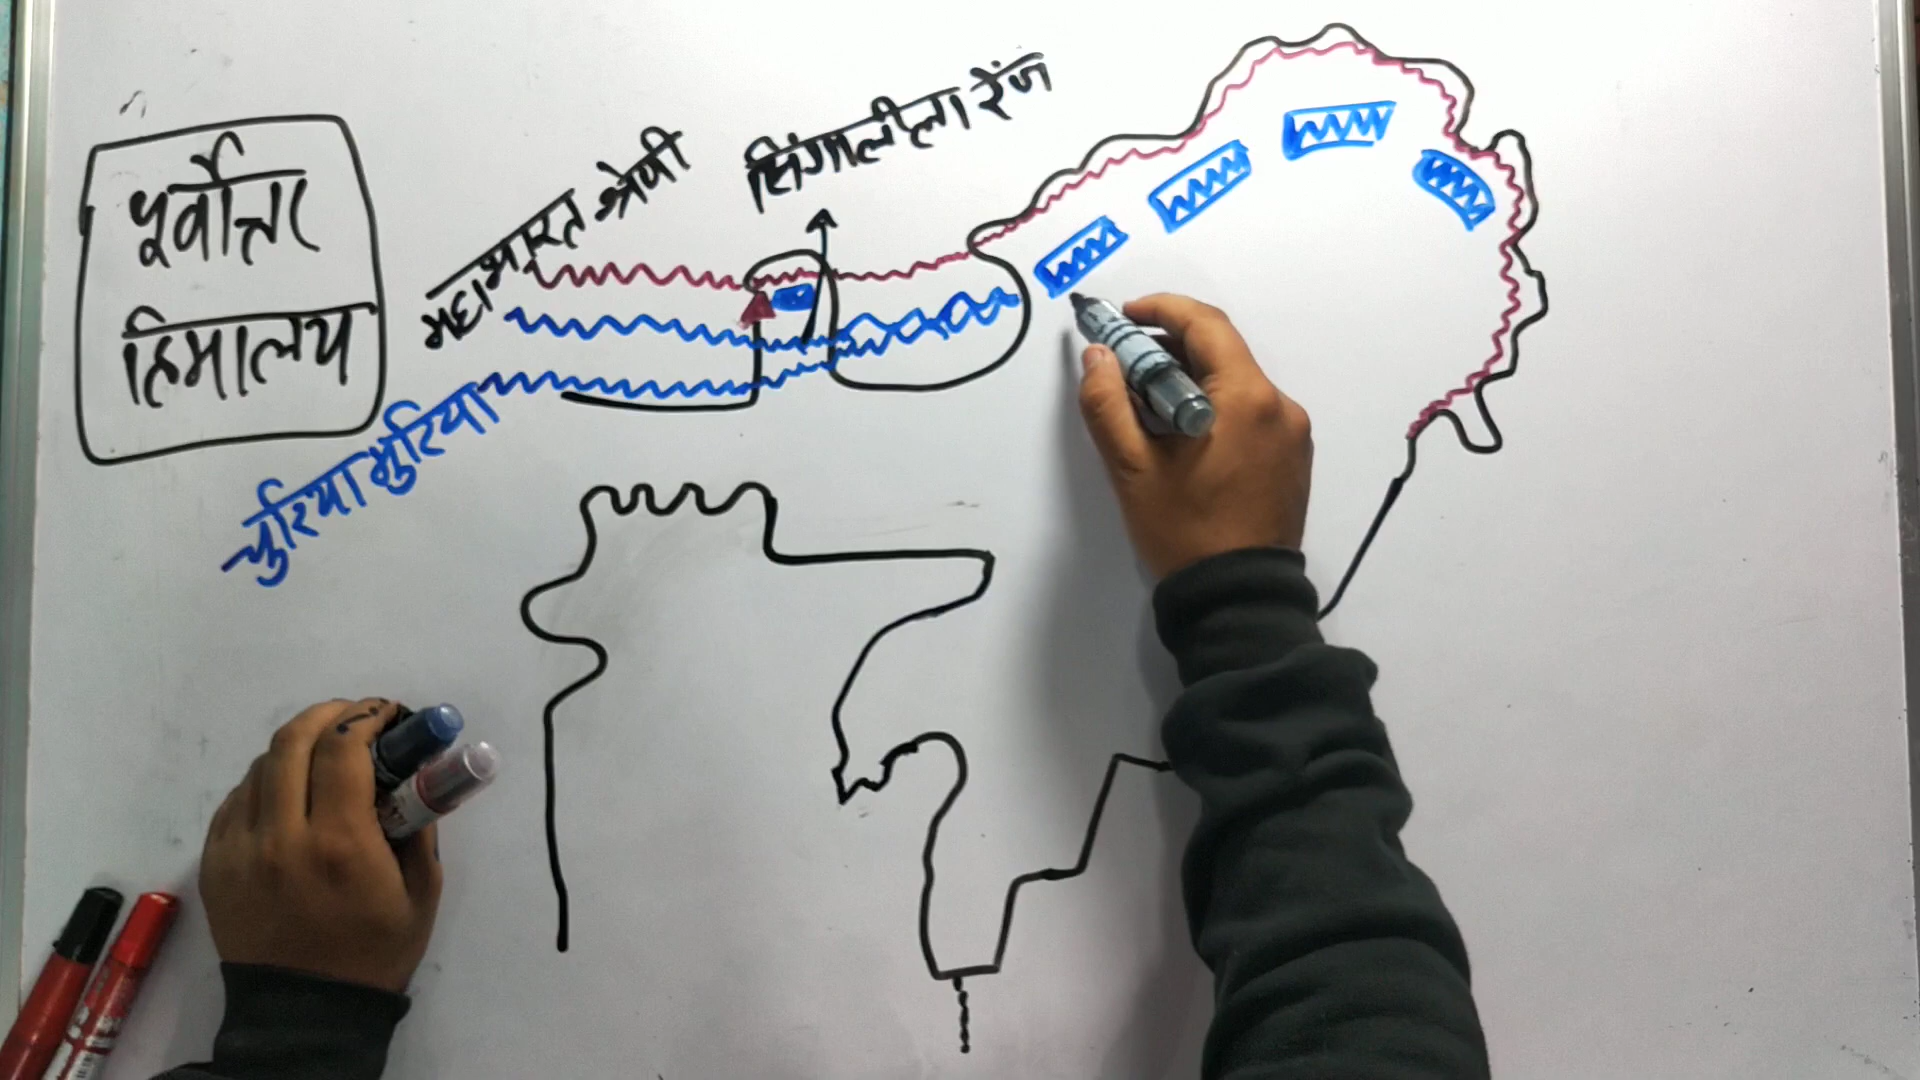 पूर्वोत्तर
हिमालय
महाभारत श्रेणी
सिंगालीला रेंज
चुरिया मुरिया